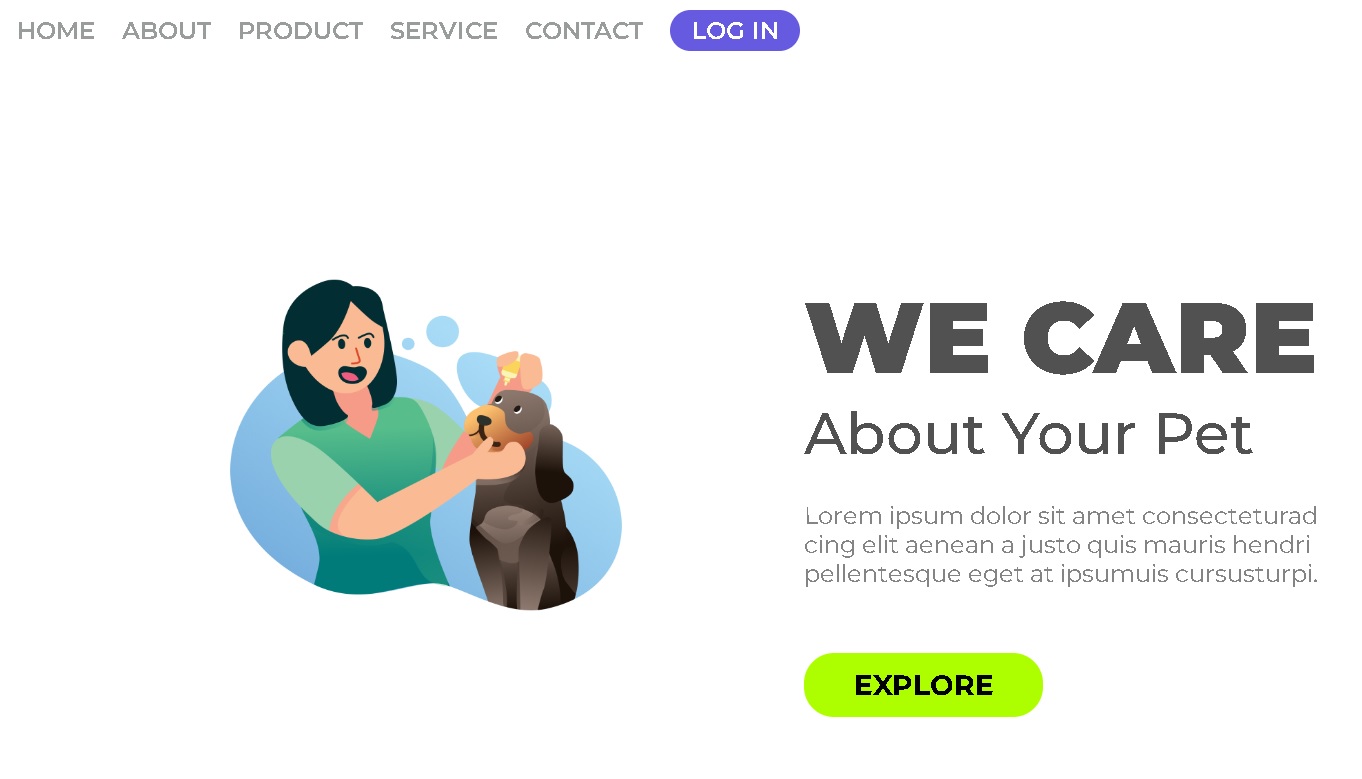 HOME ABOUT PRODUCT SERVICE CONTACT LOG IN
WE CARE
About Your Pet
Lorem ipsum dolor sit amet consecteturad
cing elit aenean a justo quis mauris hendri
pellentesque eget at ipsumuis cursusturpi.
EXPLORE